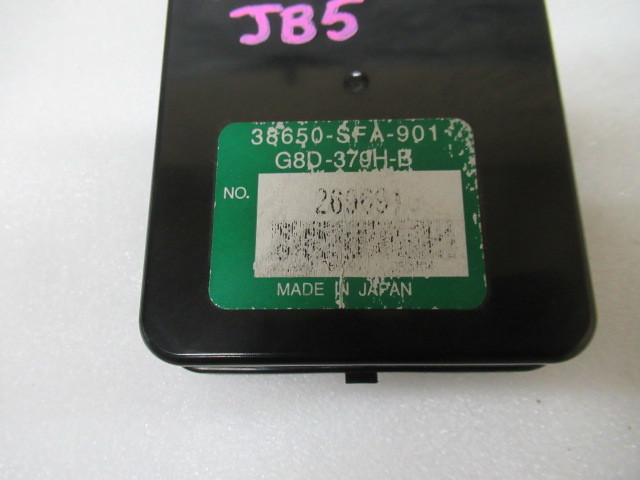 JB5
38650-SFA-901
G8D-379H-B
NO.
MADE IN JAPAN